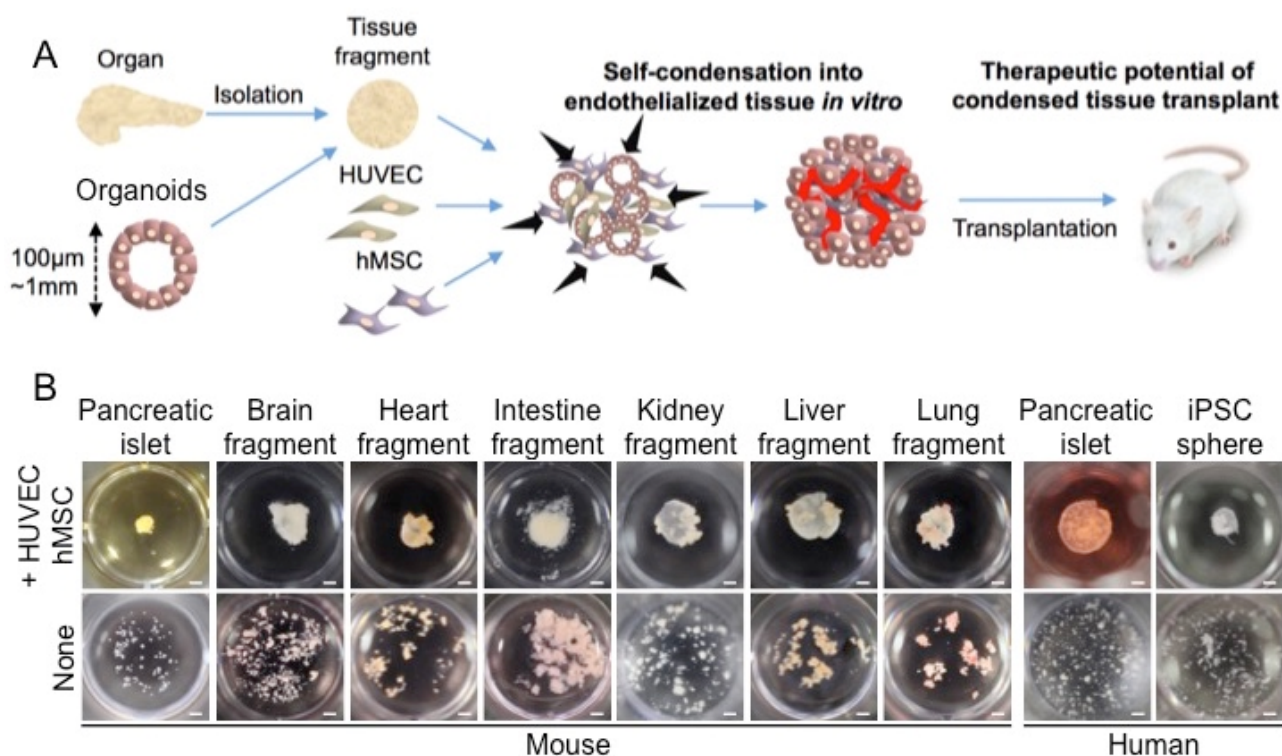 A
Organ
Isolation
Tissue
fragment
Organoids
100μm
~1mm
HUVEC
hMSC
Self-condensation into
endothelialized tissue in vitro
Therapeutic potential of
condensed tissue transplant
Transplantation
B
Pancreatic
islet
Brain
fragment
Heart
fragment
Intestine
fragment
Kidney
fragment
Liver
fragment
Lung
fragment
Pancreatic
islet
iPSC
sphere
+ HUVEC
hMSC
None
Mouse
Human